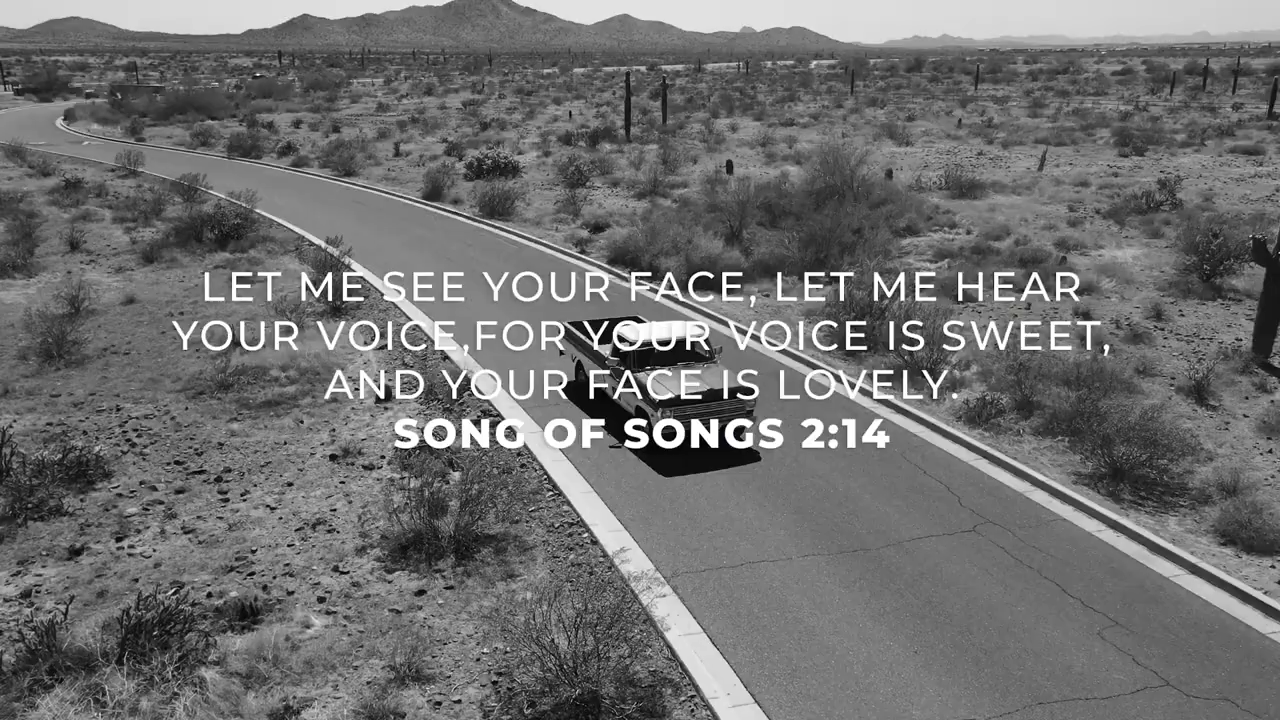 LET ME SEE YOUR FACE, LET ME HEAR
YOUR VOICE,FOR YOUR VOICE IS SWEET,
AND YOUR FACE IS LOVELY.
SONG OF SONGS 2:14